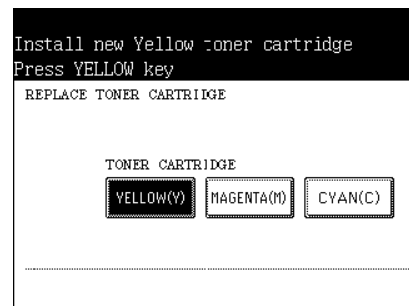 Install new Yellow toner cartridge
Press YELLOW key
REPLACE TONER CARTRIDGE
TONER CARTRIDGE
YELLOW(Y) MAGENTA(M) CYAN(C)